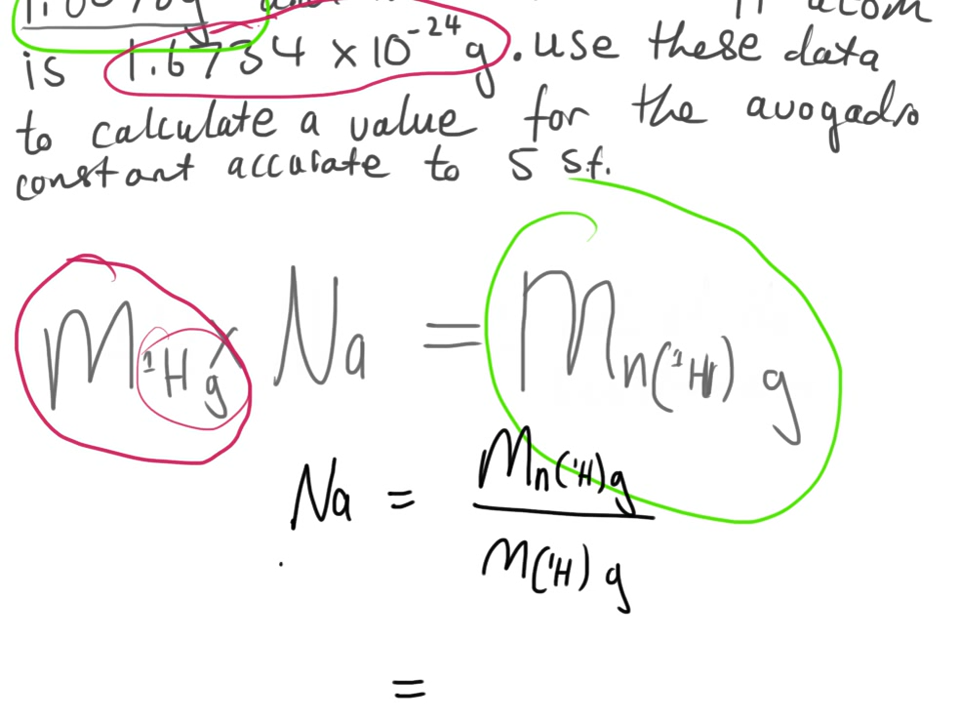 atom
is 1.6734 × 10⁻²⁴ g . use these data
to calculate a value for the avogadro
constant accurate to 5 s.f.
M ¹H g × Na = M n(¹H) g
Na = Mn(¹H)g
M(¹H) g
=